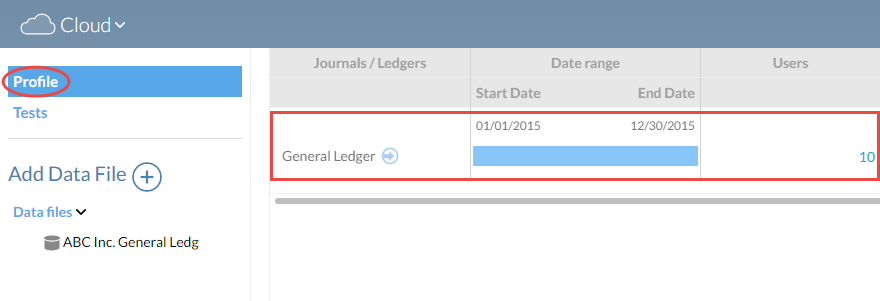 Cloud
Profile
Tests
Add Data File
Data files
ABC Inc. General Ledg
Journals / Ledgers Date range Users
Start Date End Date
01/01/2015 12/30/2015
General Ledger 10